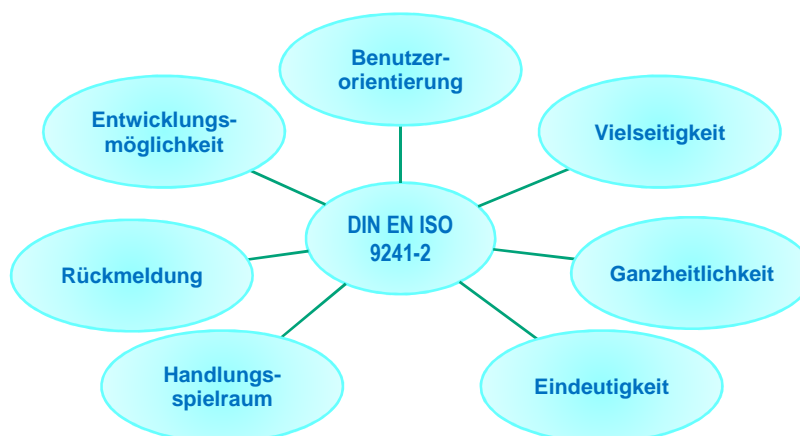 Benutzer-
orientierung
Entwicklungs-
möglichkeit
Vielseitigkeit
DIN EN ISO
9241-2
Rückmeldung
Ganzheitlichkeit
Handlungs-
spielraum
Eindeutigkeit